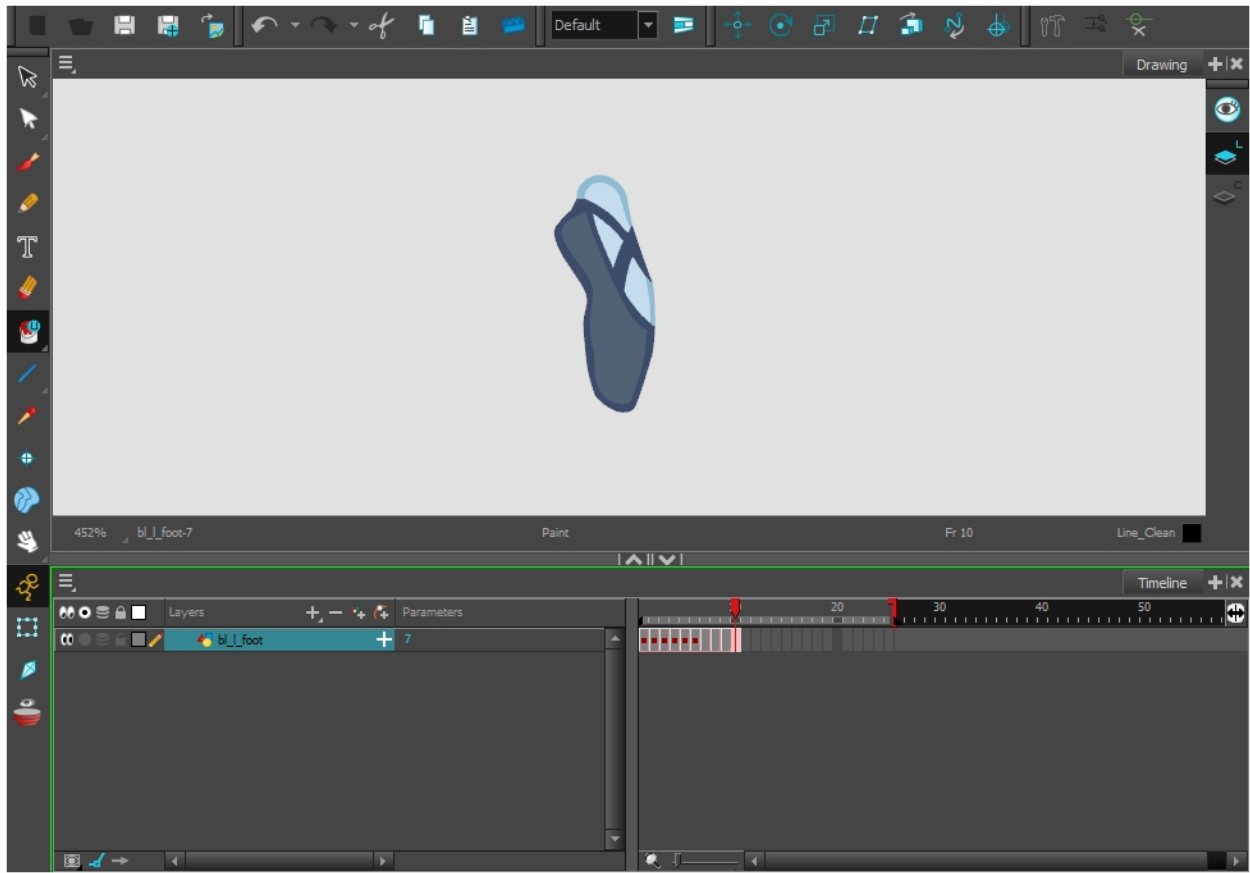 Default
Drawing
L
C
T
U
452% bl_l_foot-7 Paint Fr 10 Line_Clean
Timeline
Layers Parameters
20 30 40 50
bl_l_foot 7